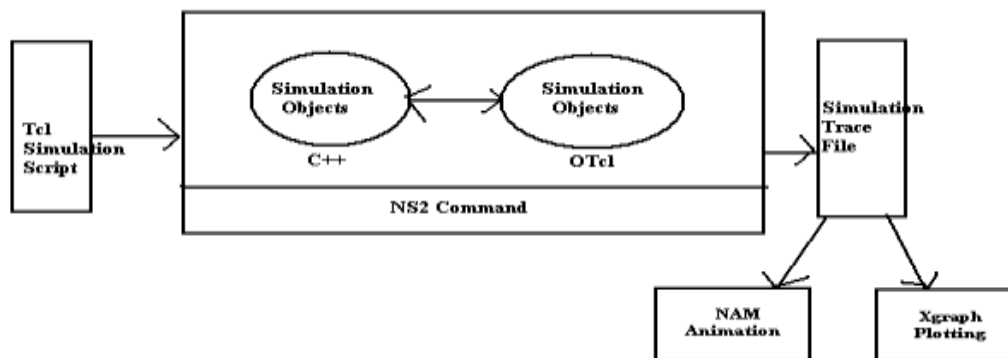 Tcl
Simulation
Script
Simulation
Objects
C++
Simulation
Objects
OTcl
NS2 Command
Simulation
Trace
File
NAM
Animation
Xgraph
Plotting